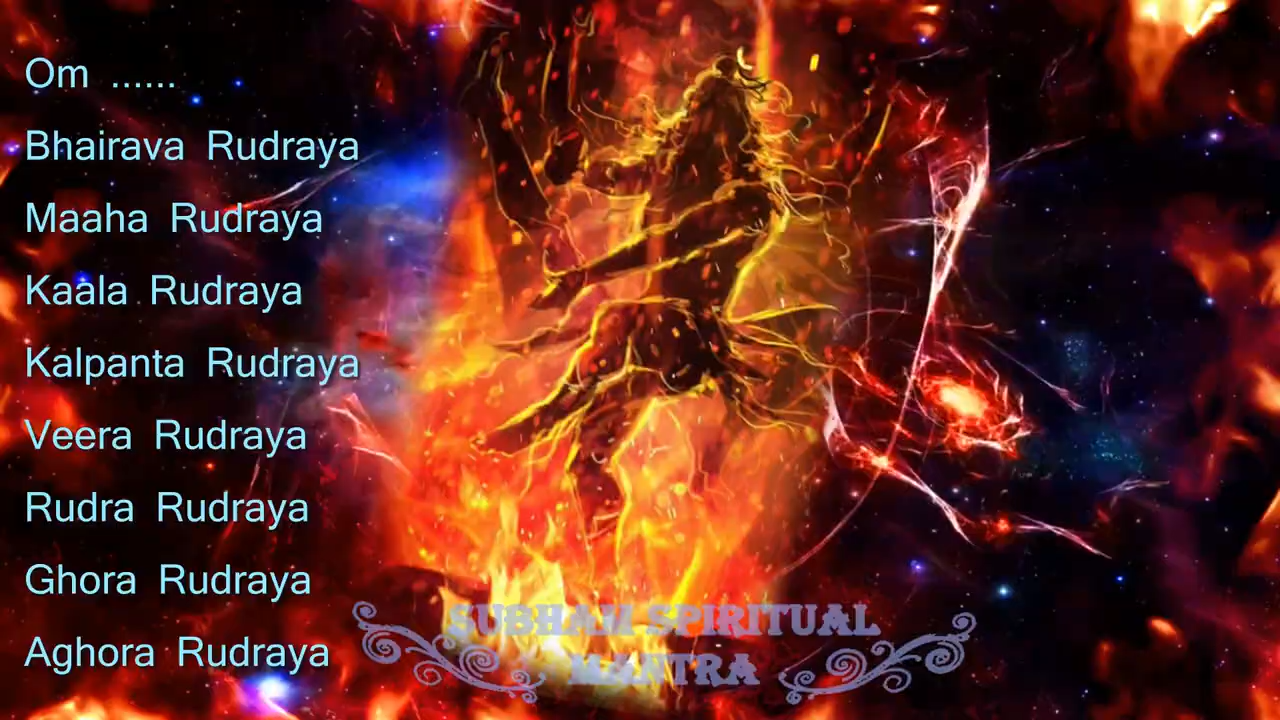 Om ......
Bhairava Rudraya
Maaha Rudraya
Kaala Rudraya
Kalpanta Rudraya
Veera Rudraya
Rudra Rudraya
Ghora Rudraya
Aghora Rudraya
SUBHAM SPIRITUAL
MANTRA